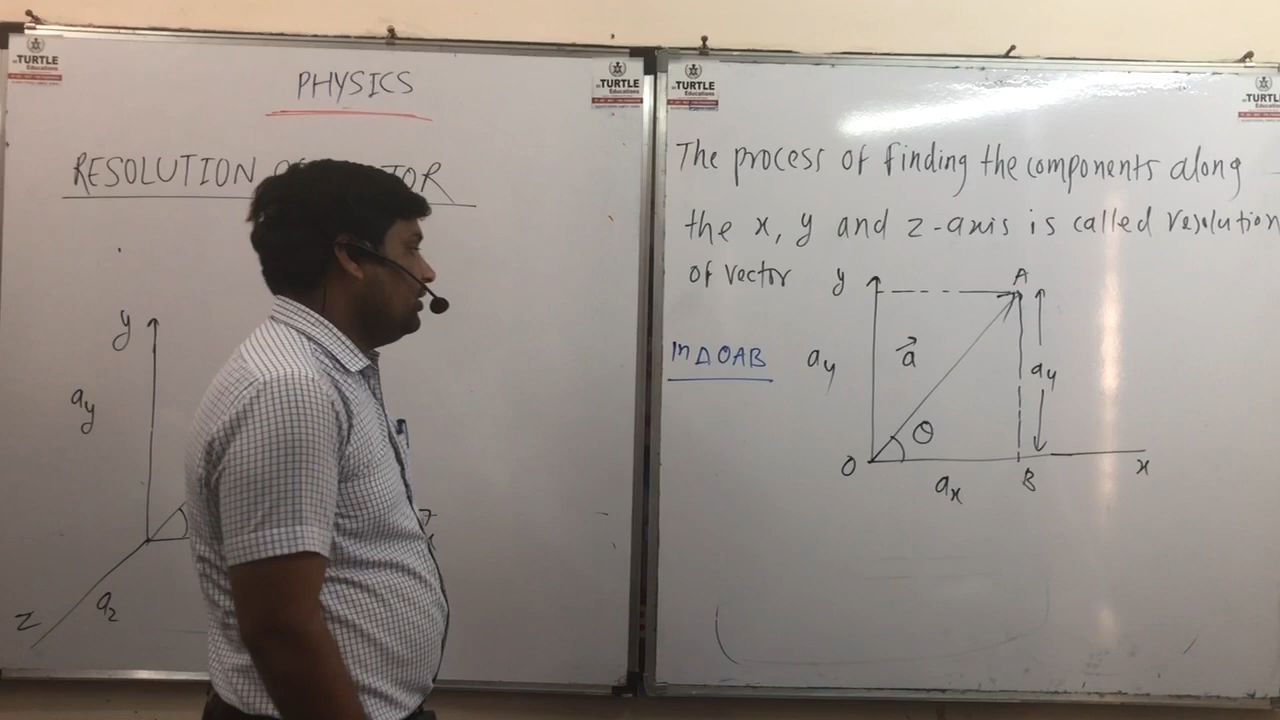 TURTLE
Educations
PHYSICS
TURTLE
Educations
RESOLUTION
y
ay
z
az
TURTLE
Educations
TURTLE
Educations
The process of finding the components along
the x, y and z-axis is called resolution
of vector
y
A
In Δ OAB
ay
a⃗
ay
θ
O
ax
B
x